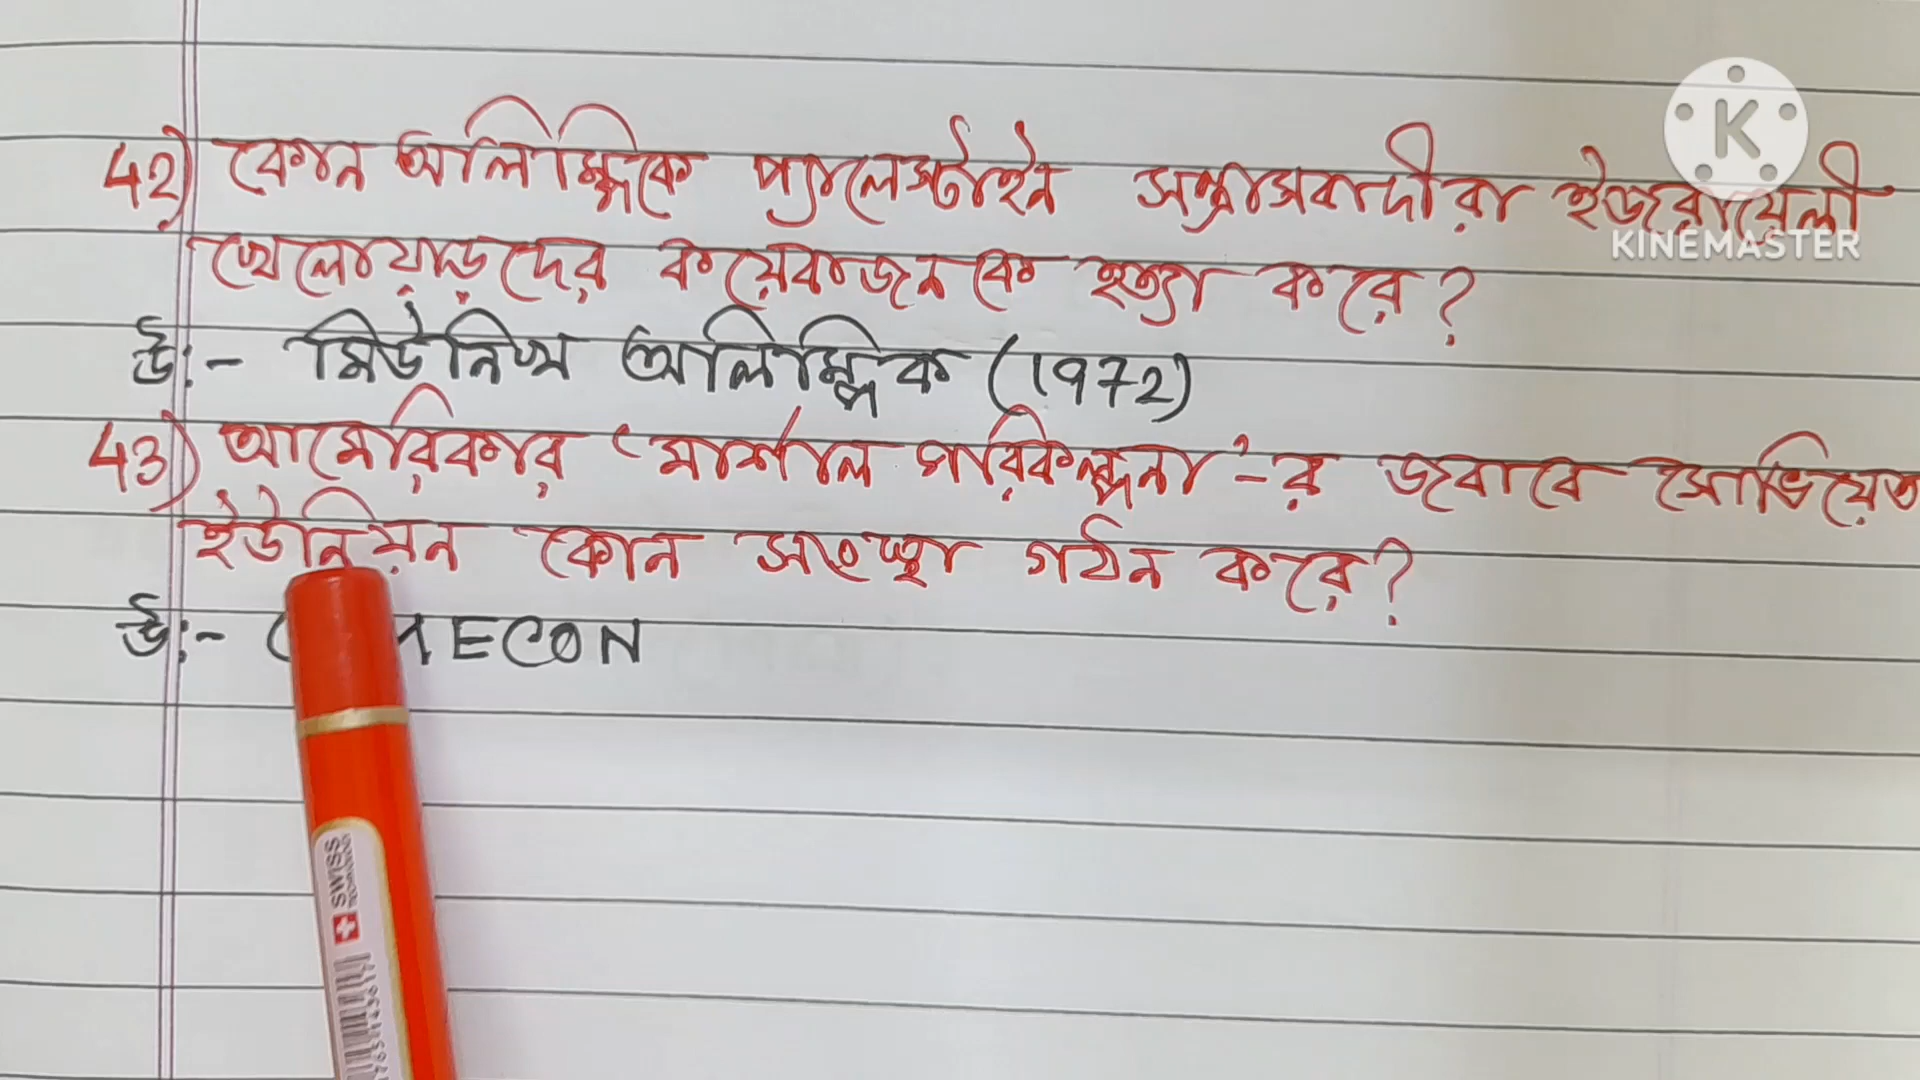 42) কোন অলিম্পিকে প্যালেস্টাইন সন্ত্রাসবাদীরা ইজরায়েলী
খেলোয়াড়দের কয়েকজনকে হত্যা করে?
উঃ- মিউনিখ অলিম্পিক (1972)
43) আমেরিকার 'মার্শাল পরিকল্পনা'-র জবাবে সোভিয়েত
ইউনিয়ন কোন সংস্থা গঠন করে?
উঃ-
K
KINEMASTER
SWISS